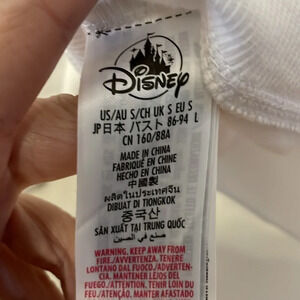 Disney
US/AU S/CH UK S EU S
JP日本 バスト 86-94 L
CN 160/88A
MADE IN CHINA
FABRIQUÉ EN CHINE
HECHO EN CHINA
中國製
ผลิตในประเทศจีน
DIBUAT DI TIONGKOK
중국산
SẢN XUẤT TẠI TRUNG QUỐC
صنع في الصين
WARNING. KEEP AWAY FROM
FIRE./AVVERTENZA. TENERE
LONTANO DAL FUOCO./ADVERTEN-
CIA. MANTER LEJOS DEL
FUEGO./ATTENTION. TENIR LOIN DU
FEU./ATENÇÃO. MANTER AFASTADO